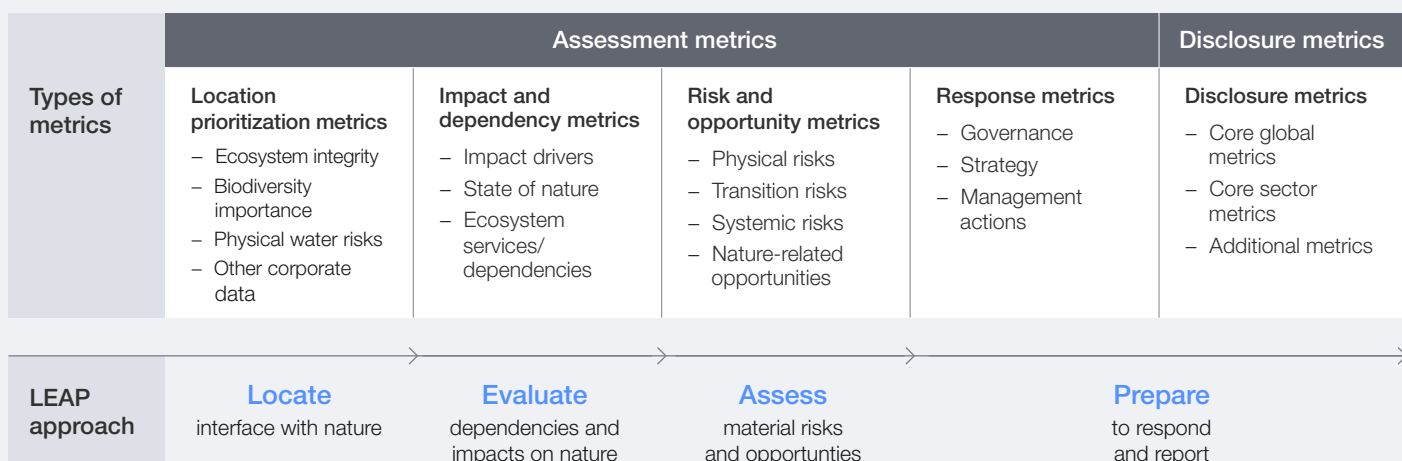 Assessment metrics
Disclosure metrics
Types of
metrics
Location
prioritization metrics
– Ecosystem integrity
– Biodiversity
importance
– Physical water risks
– Other corporate
data
Impact and
dependency metrics
– Impact drivers
– State of nature
– Ecosystem
services/
dependencies
Risk and
opportunity metrics
– Physical risks
– Transition risks
– Systemic risks
– Nature-related
opportunities
Response metrics
– Governance
– Strategy
– Management
actions
Disclosure metrics
– Core global
metrics
– Core sector
metrics
– Additional metrics
LEAP
approach
Locate
interface with nature
Evaluate
dependencies and
impacts on nature
Assess
material risks
and opportunties
Prepare
to respond
and report